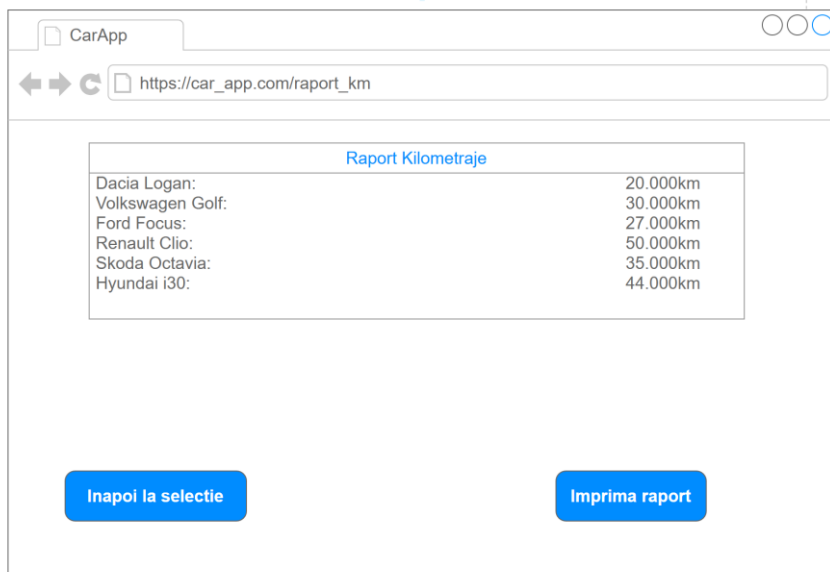 CarApp
https://car_app.com/raport_km
Raport Kilometraje
Dacia Logan: 20.000km
Volkswagen Golf: 30.000km
Ford Focus: 27.000km
Renault Clio: 50.000km
Skoda Octavia: 35.000km
Hyundai i30: 44.000km
Inapoi la selectie
Imprima raport